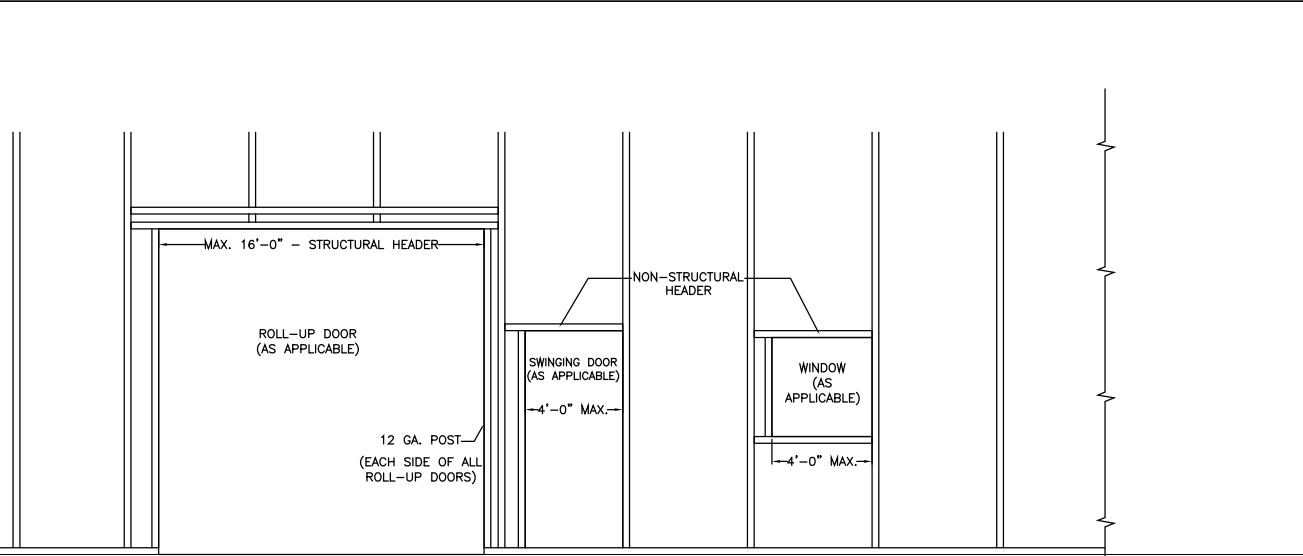 MAX. 16'-0" - STRUCTURAL HEADER
NON-STRUCTURAL
HEADER
ROLL-UP DOOR
(AS APPLICABLE)
SWINGING DOOR
(AS APPLICABLE)
WINDOW
(AS
APPLICABLE)
4'-0" MAX.
12 GA. POST
(EACH SIDE OF ALL
ROLL-UP DOORS)
4'-0" MAX.